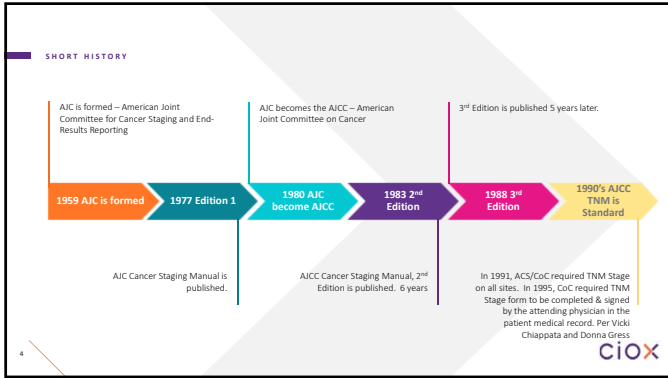 SHORT HISTORY
AJC is formed – American Joint
Committee for Cancer Staging and End-
Results Reporting
AJC becomes the AJCC – American
Joint Committee on Cancer
3rd Edition is published 5 years later.
1959 AJC is formed
1977 Edition 1
1980 AJC
become AJCC
1983 2nd
Edition
1988 3rd
Edition
1990's AJCC
TNM is
Standard
AJC Cancer Staging Manual is
published.
AJCC Cancer Staging Manual, 2nd
Edition is published. 6 years
In 1991, ACS/CoC required TNM Stage
on all sites. In 1995, CoC required TNM
Stage form to be completed & signed
by the attending physician in the
patient medical record. Per Vicki
Chiappata and Donna Gress
4
ciox